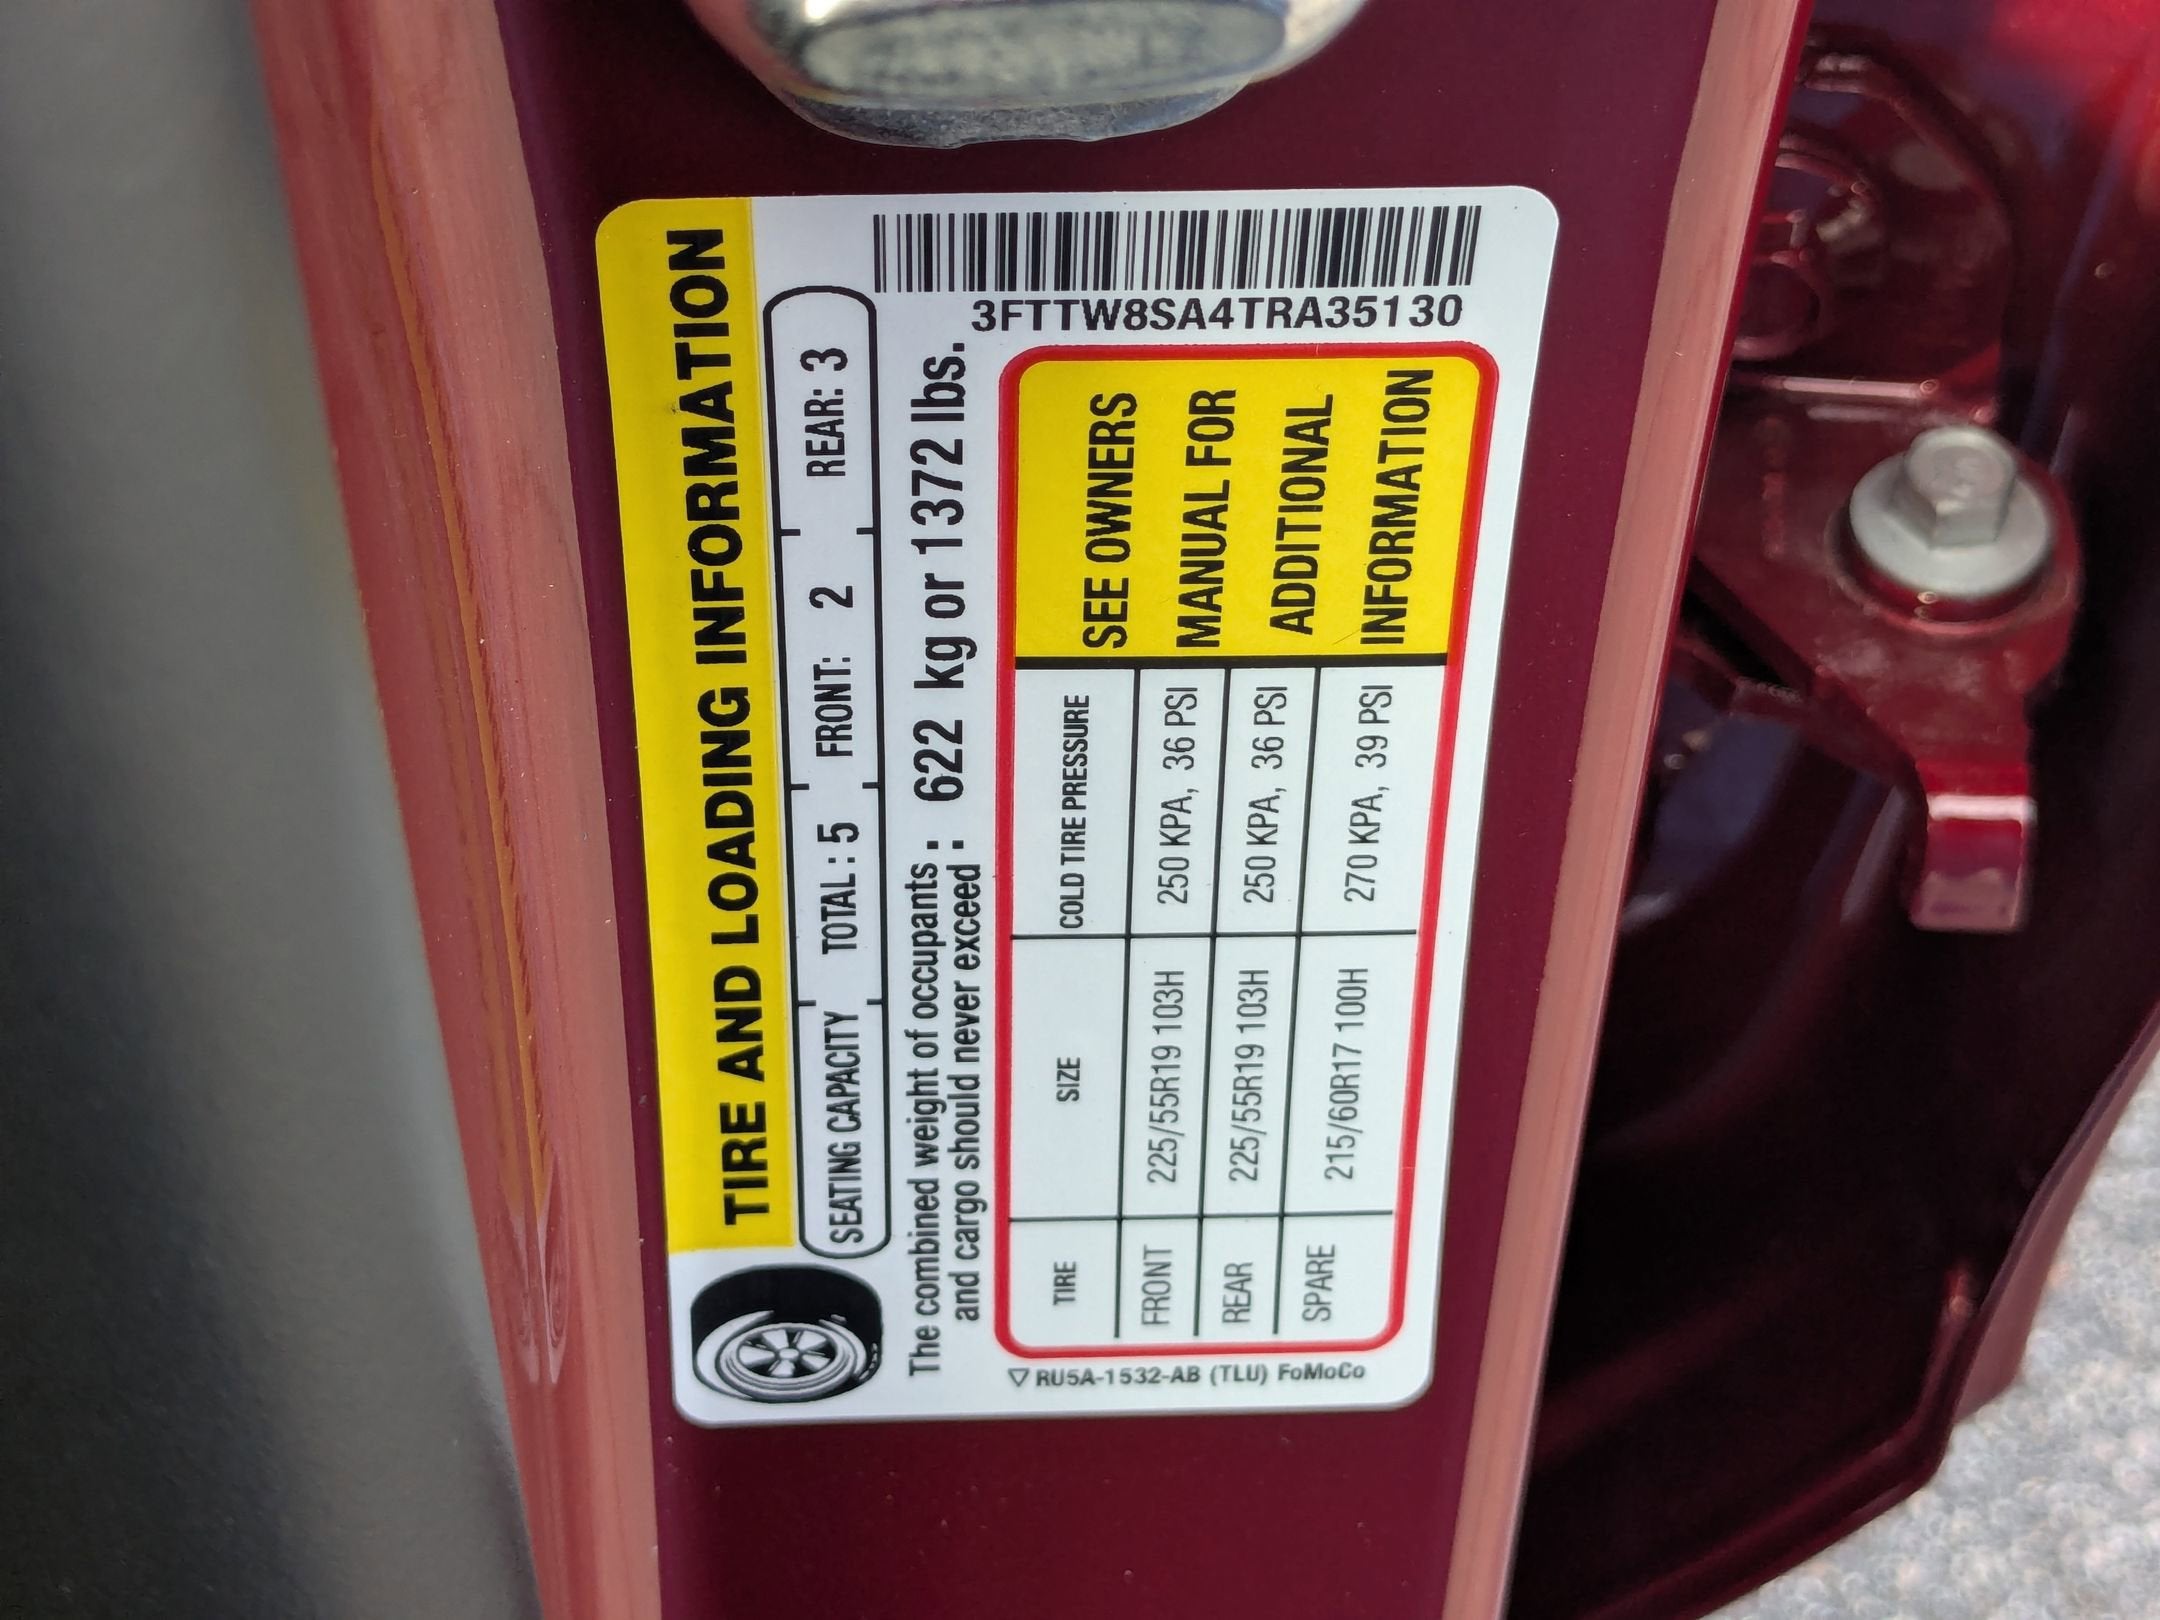 TIRE AND LOADING INFORMATION
SEATING CAPACITY TOTAL : 5 FRONT: 2 REAR: 3
The combined weight of occupants : 622 kg or 1372 lbs.
and cargo should never exceed :
3FTTW8SA4TRA35130
TIRE SIZE COLD TIRE PRESSURE
FRONT 225/55R19 103H 250 KPA, 36 PSI
REAR 225/55R19 103H 250 KPA, 36 PSI
SPARE 215/60R17 100H 270 KPA, 39 PSI
SEE OWNERS
MANUAL FOR
ADDITIONAL
INFORMATION
RU5A-1532-AB (TLU) FoMoCo